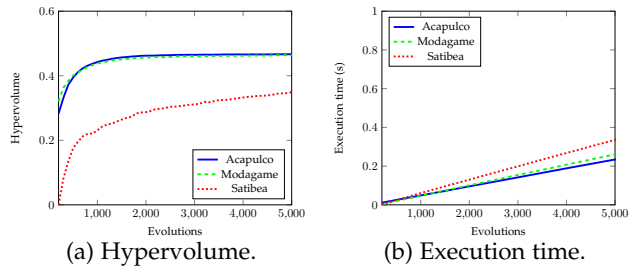 0.6
0.4
0.2
0
Hypervolume
1,000 2,000 3,000 4,000 5,000
Evolutions
Acapulco
Modagame
Satibea
(a) Hypervolume.
1
0.8
0.6
0.4
0.2
0
Execution time (s)
1,000 2,000 3,000 4,000 5,000
Evolutions
Acapulco
Modagame
Satibea
(b) Execution time.